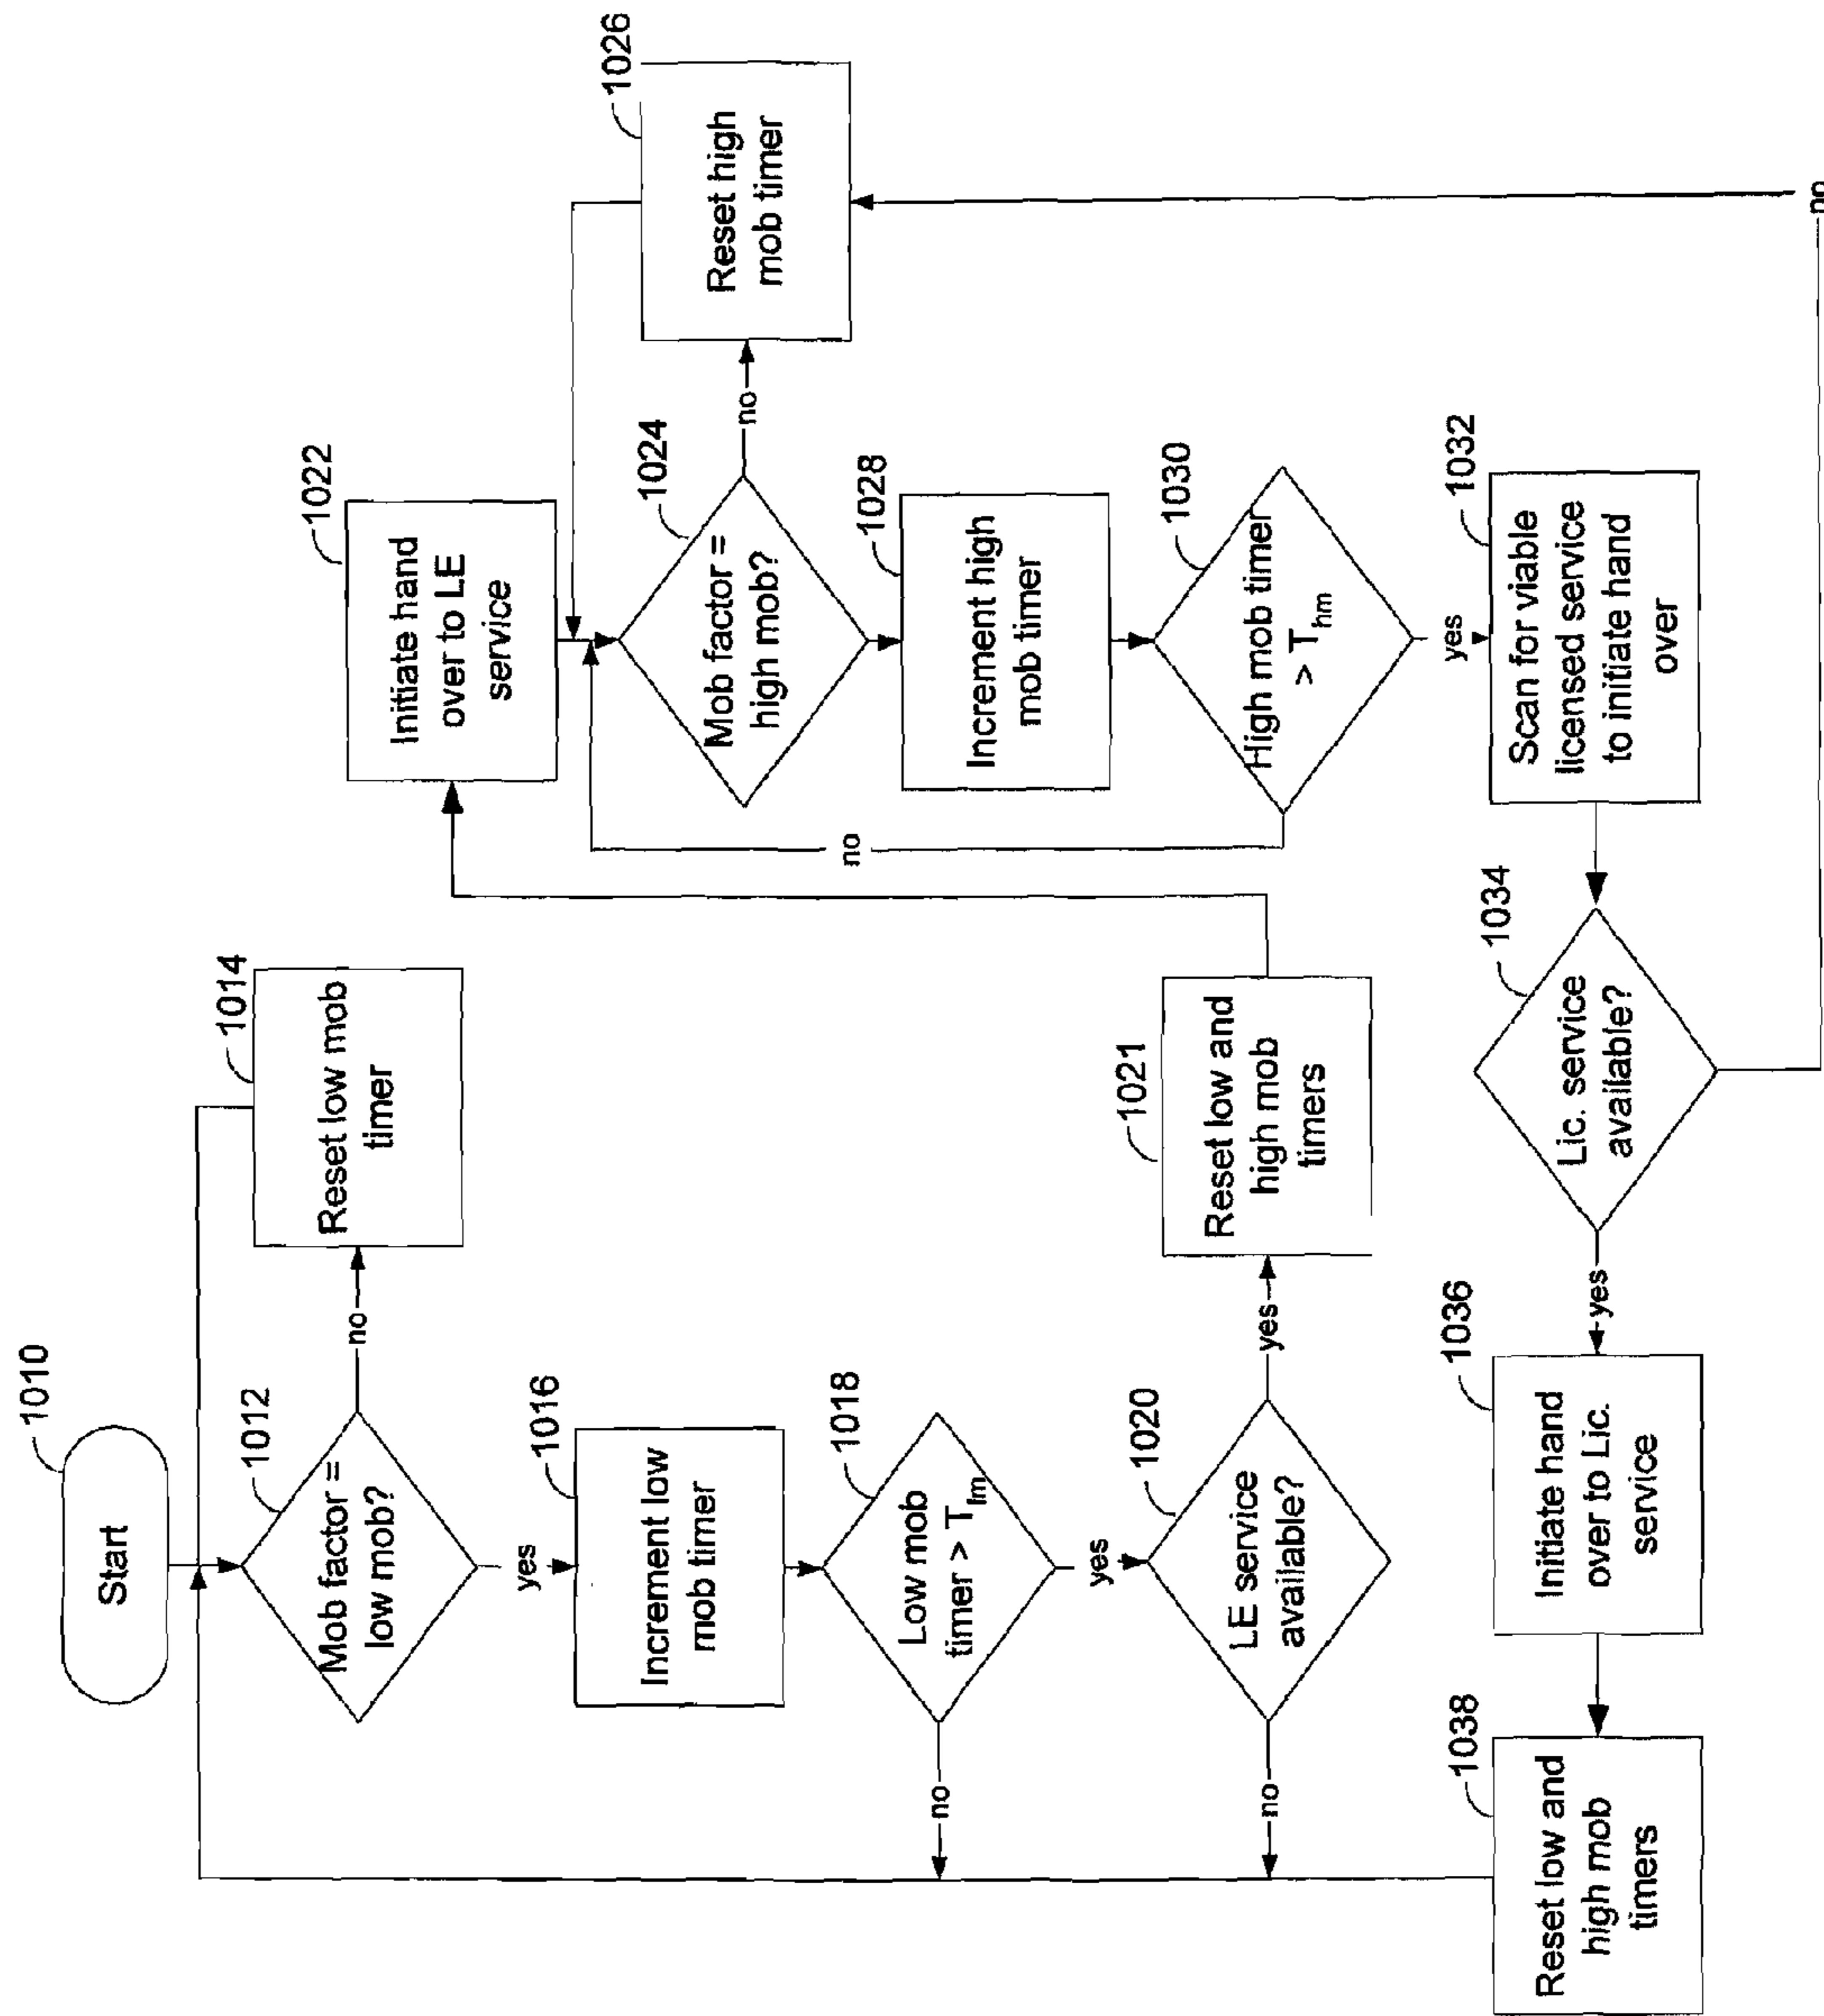 1010
Start
1012
Mob factor =
low mob?
no
1014
Reset low mob
timer
yes
1016
Increment low
mob timer
1018
Low mob
timer > Tlm
no
yes
1020
LE service
available?
no
yes
1021
Reset low and
high mob
timers
1022
Initiate hand
over to LE
service
1024
Mob factor =
high mob?
no
1026
Reset high
mob timer
1028
Increment high
mob timer
1030
High mob timer
> Thm
no
yes
1032
Scan for viable
licensed service
to initiate hand
over
1034
Lic. service
available?
no
yes
1036
Initiate hand
over to Lic.
service
1038
Reset low and
high mob
timers